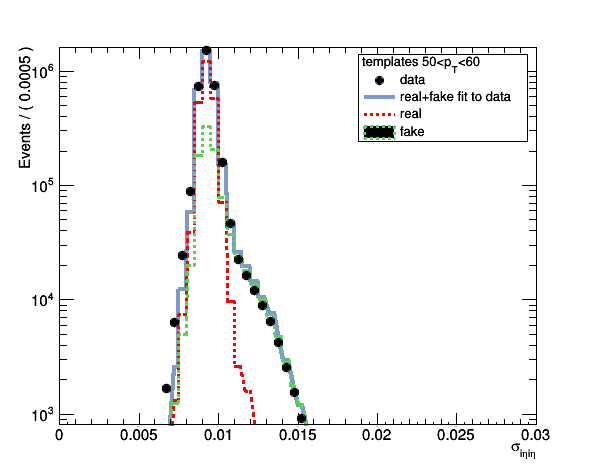 templates 50<p_T<60
data
real+fake fit to data
real
fake
Events / ( 0.0005 )
10^6
10^5
10^4
10^3
0 0.005 0.01 0.015 0.02 0.025 0.03
σ_iηiη